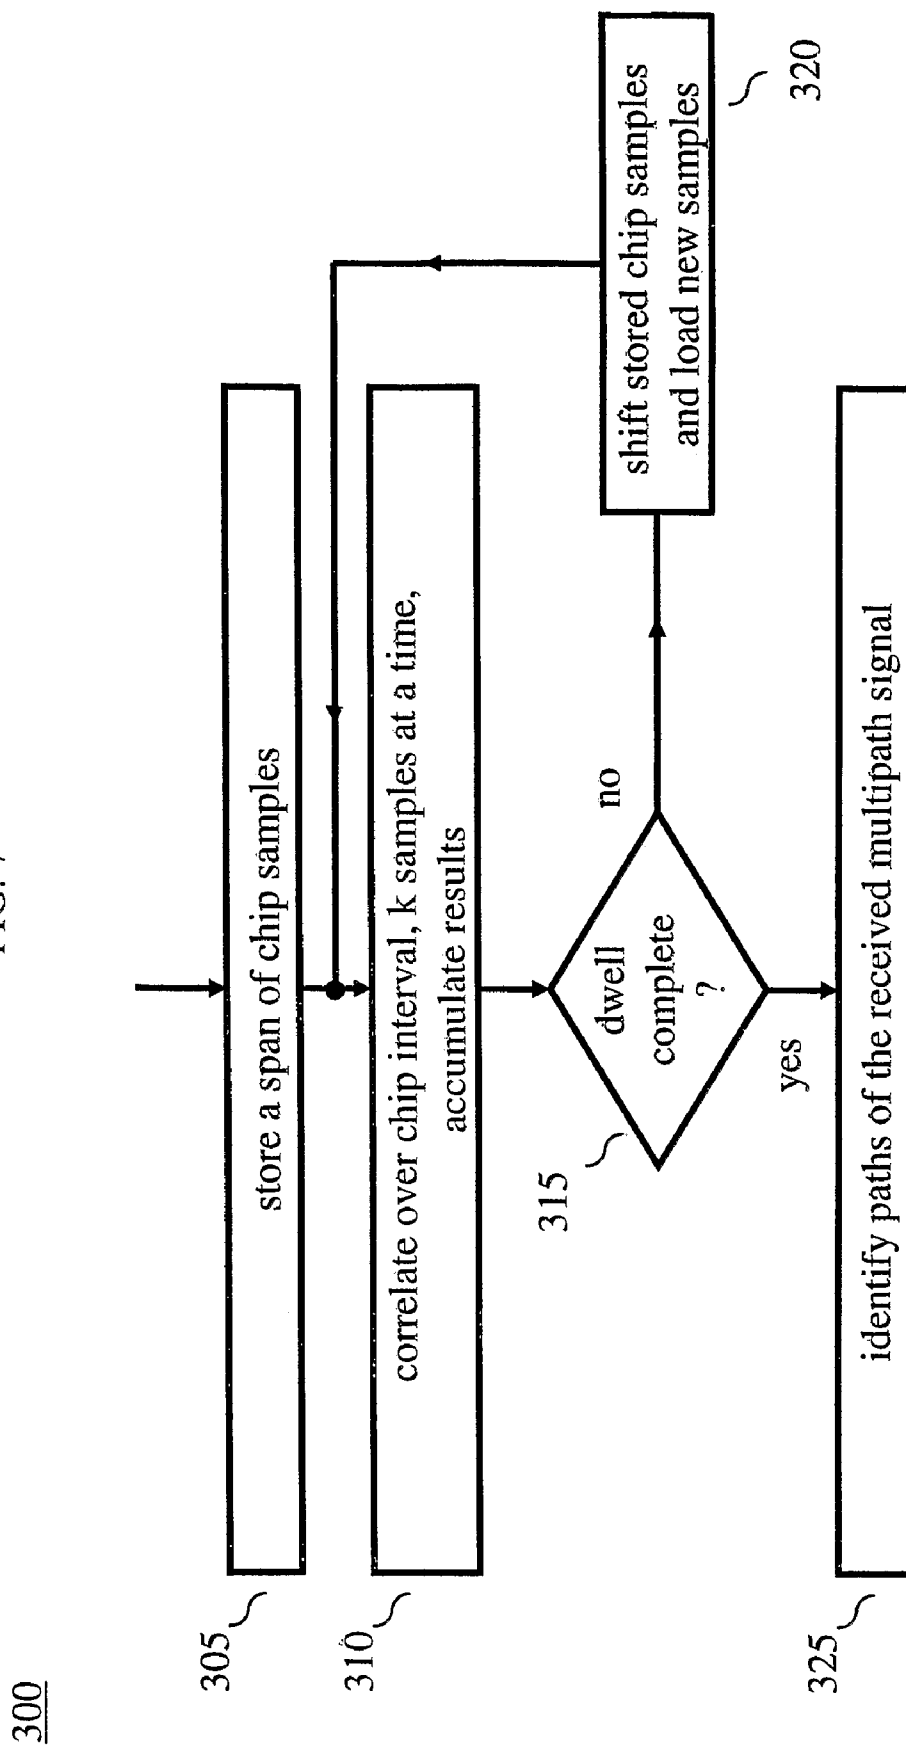 300
305
store a span of chip samples
310
correlate over chip interval, k samples at a time,
accumulate results
315
dwell
complete
?
no
yes
shift stored chip samples
and load new samples
320
325
identify paths of the received multipath signal